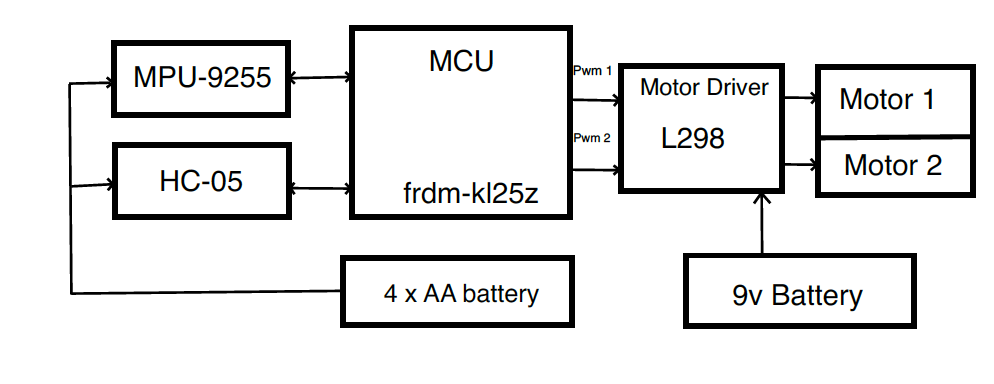 MPU-9255
MCU
Pwm 1
Motor Driver
Motor 1
Pwm 2
L298
Motor 2
HC-05
frdm-kl25z
4 x AA battery
9v Battery